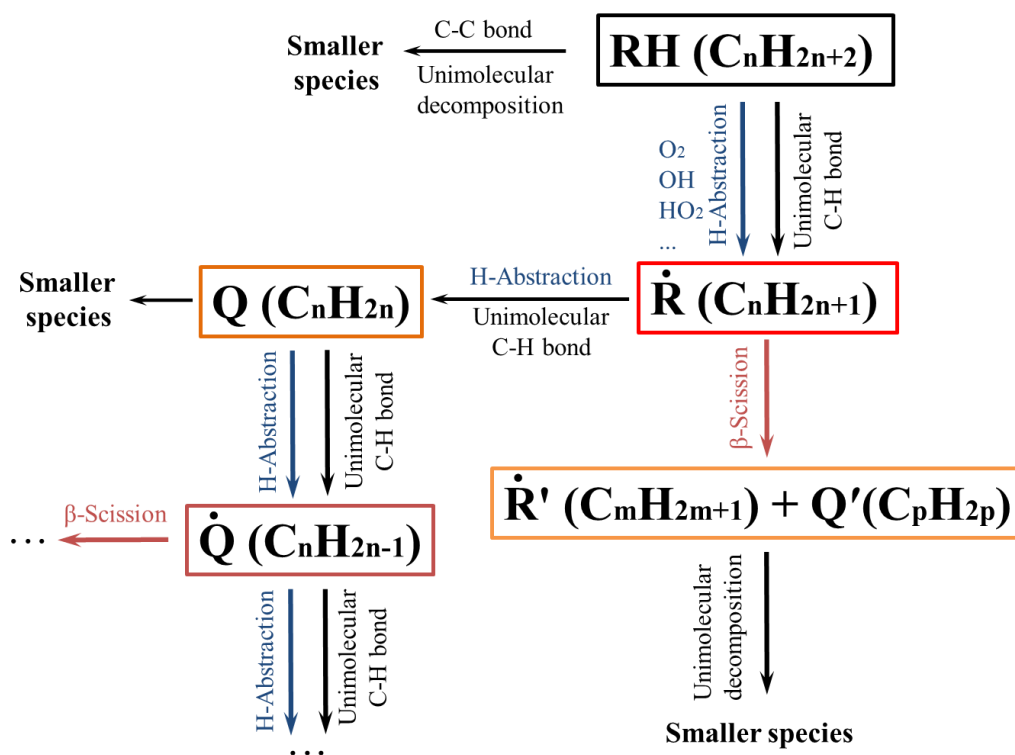 Smaller
species
C-C bond
Unimolecular
decomposition
RH (CnH2n+2)
O2
OH
HO2
...
H-Abstraction
Unimolecular
C-H bond
Smaller
species
Q (CnH2n)
H-Abstraction
Unimolecular
C-H bond
Ṙ (CnH2n+1)
H-Abstraction
Unimolecular
C-H bond
β-Scission
...
β-Scission
Q̇ (CnH2n-1)
Ṙ' (CmH2m+1) + Q′(CpH2p)
H-Abstraction
Unimolecular
C-H bond
Unimolecular
decomposition
...
Smaller species